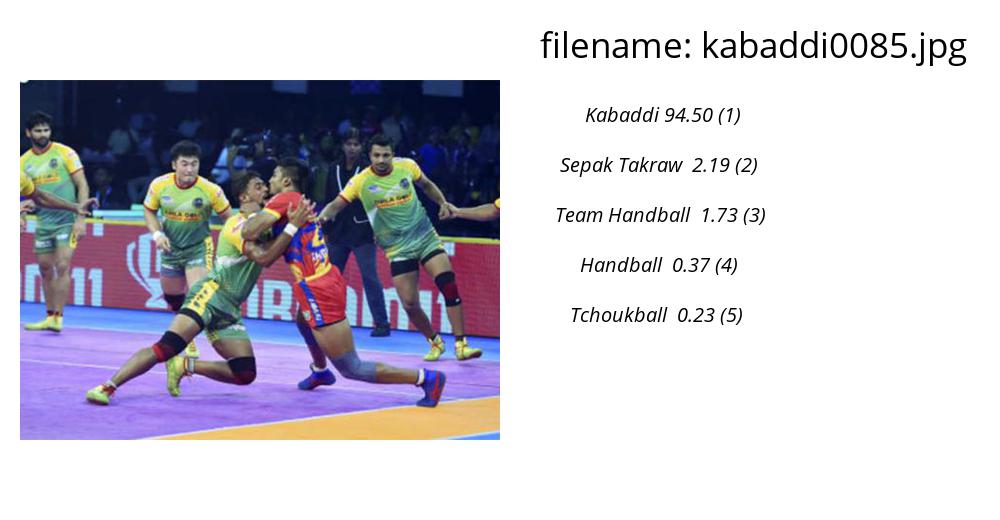 filename: kabaddi0085.jpg
Kabaddi 94.50 (1)
Sepak Takraw 2.19 (2)
Team Handball 1.73 (3)
Handball 0.37 (4)
Tchoukball 0.23 (5)